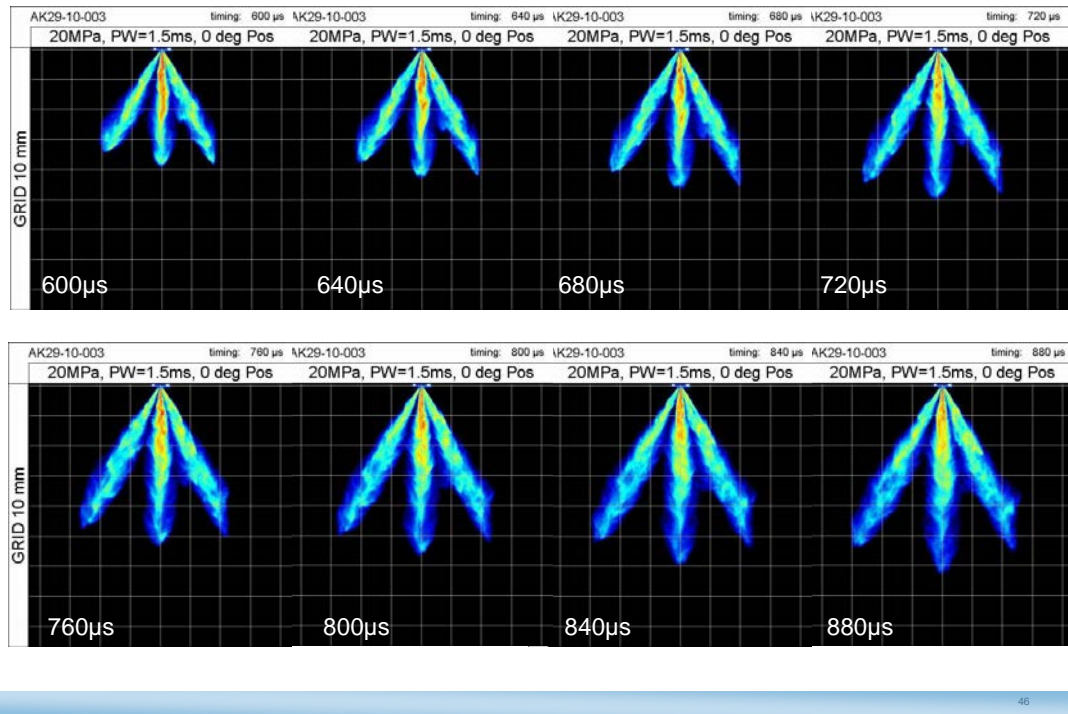 AK29-10-003 timing: 600 µs AK29-10-003 timing: 640 µs AK29-10-003 timing: 680 µs AK29-10-003 timing: 720 µs
20MPa, PW=1.5ms, 0 deg Pos 20MPa, PW=1.5ms, 0 deg Pos 20MPa, PW=1.5ms, 0 deg Pos 20MPa, PW=1.5ms, 0 deg Pos
GRID 10 mm
600µs 640µs 680µs 720µs
AK29-10-003 timing: 760 µs AK29-10-003 timing: 800 µs AK29-10-003 timing: 840 µs AK29-10-003 timing: 880 µs
20MPa, PW=1.5ms, 0 deg Pos 20MPa, PW=1.5ms, 0 deg Pos 20MPa, PW=1.5ms, 0 deg Pos 20MPa, PW=1.5ms, 0 deg Pos
GRID 10 mm
760µs 800µs 840µs 880µs
46